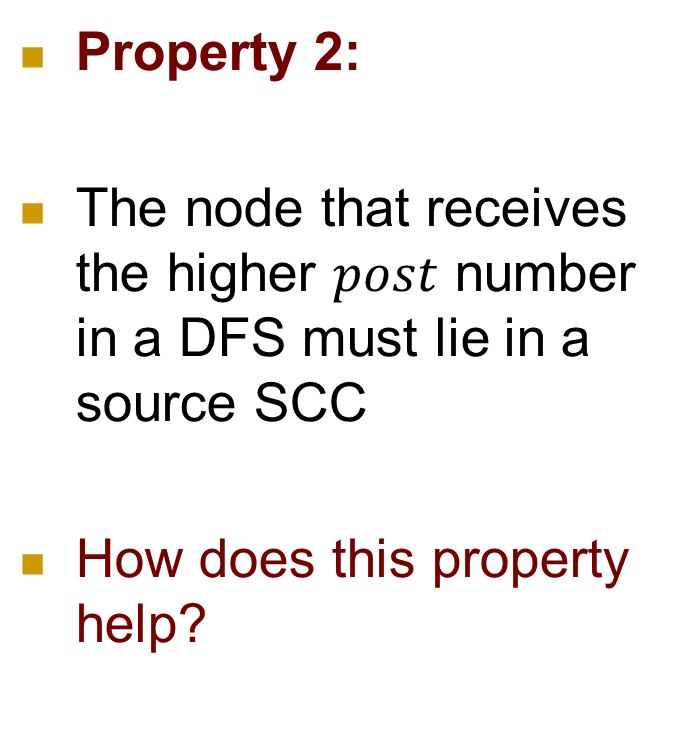 Property 2:
The node that receives
the higher post number
in a DFS must lie in a
source SCC
How does this property
help?